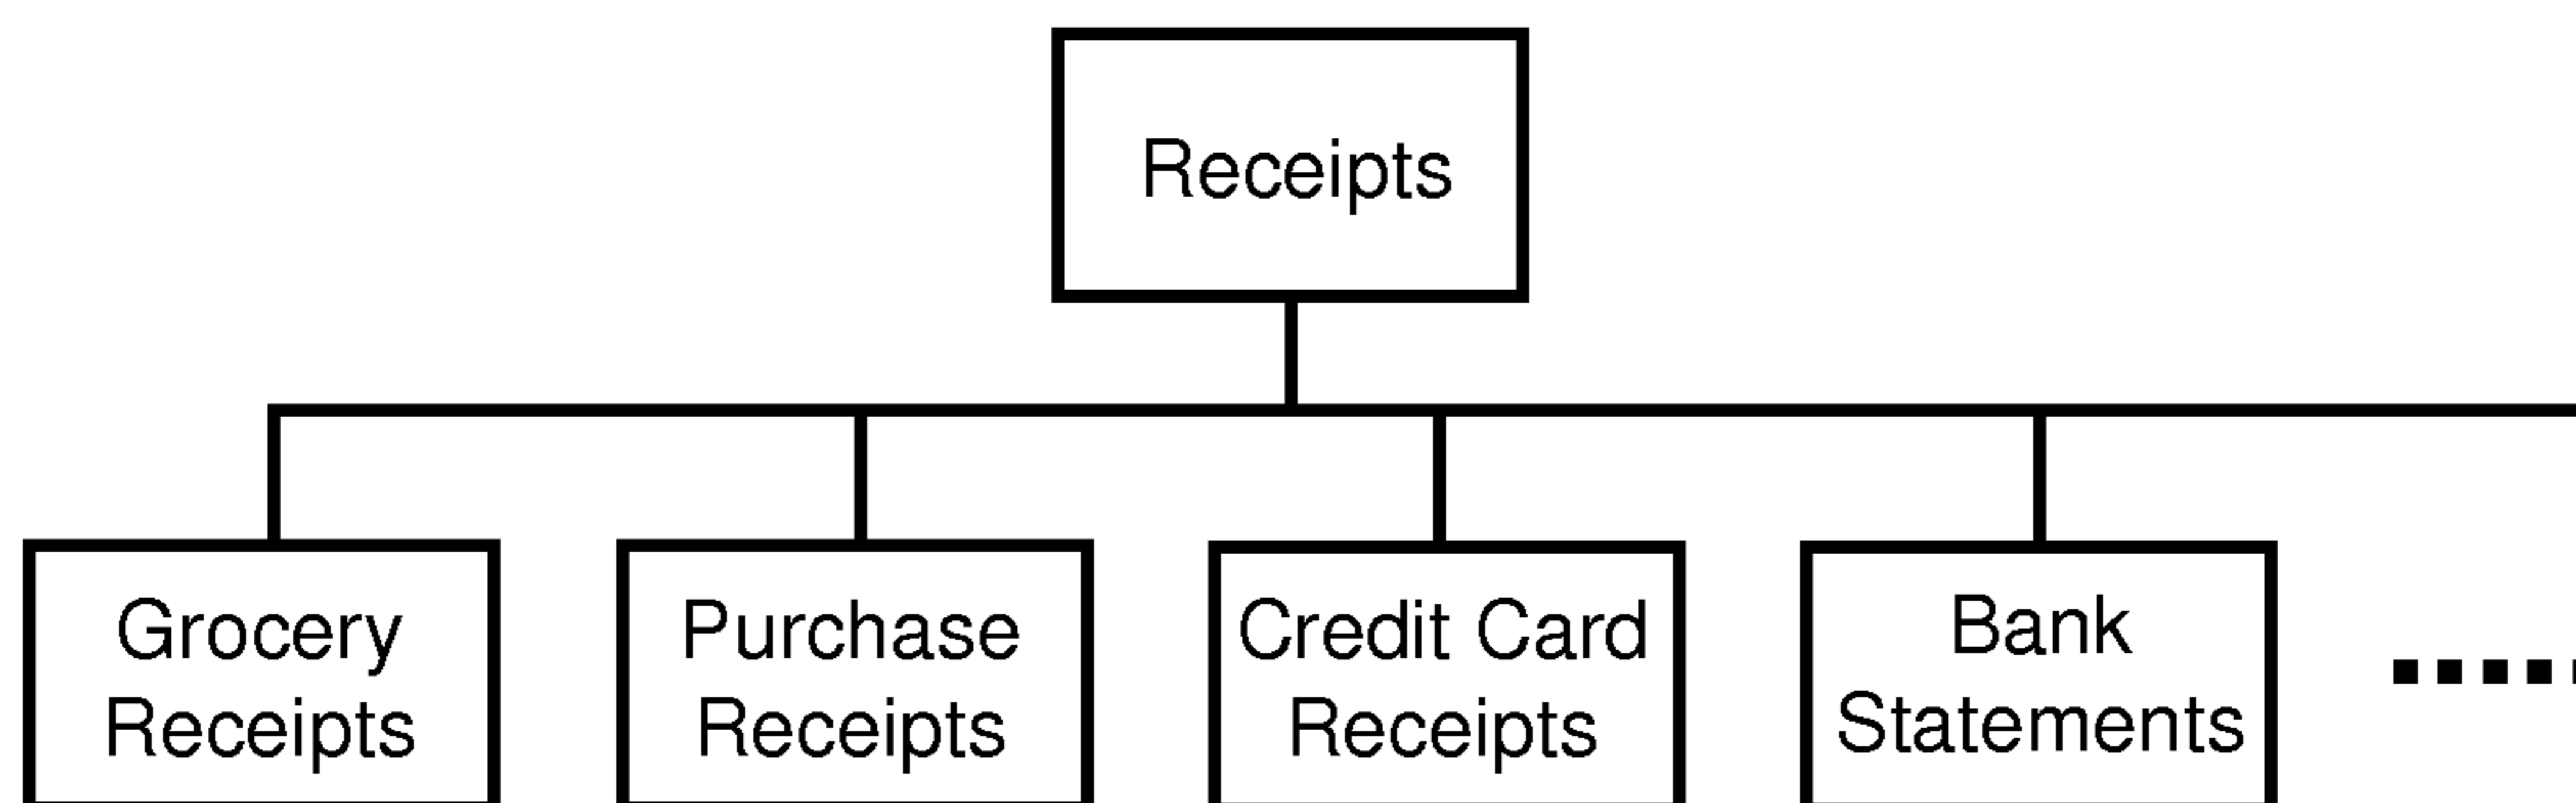 Receipts
Grocery
Receipts
Purchase
Receipts
Credit Card
Receipts
Bank
Statements